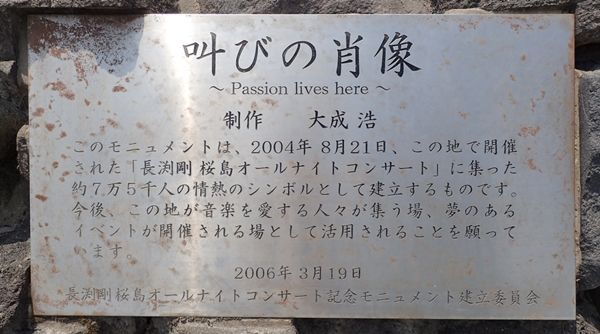 叫びの肖像
～ Passion lives here ～
制作　大成 浩
このモニュメントは、2004年 8月21日、この地で開催
された「長渕剛 桜島オールナイトコンサート」に集った
約7万5千人の情熱のシンボルとして建立するものです。
今後、この地が音楽を愛する人々が集う場、夢のある
イベントが開催される場として活用されることを願って
います。
2006年 3月19日
長渕剛桜島オールナイトコンサート記念モニュメント建立委員会